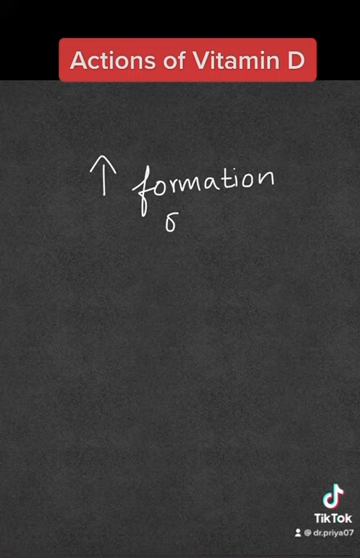 Actions of Vitamin D
↑ formation
TikTok
@ dr.priya07